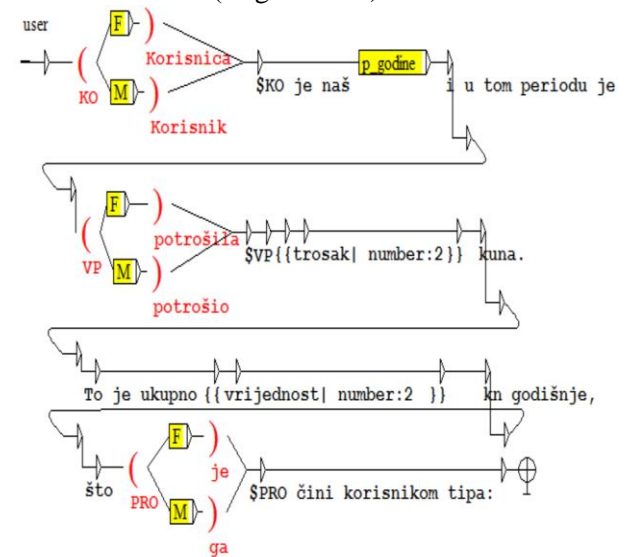 user
F
Korisnica
KO M
Korisnik
$KO je naš p_godine i u tom periodu je
F
potrošila
VP M
potrošio
$VP{{trosak| number:2}} kuna.
To je ukupno {{vrijednost| number:2 }} kn godišnje,
F
što je
PRO M
ga
$PRO čini korisnikom tipa: